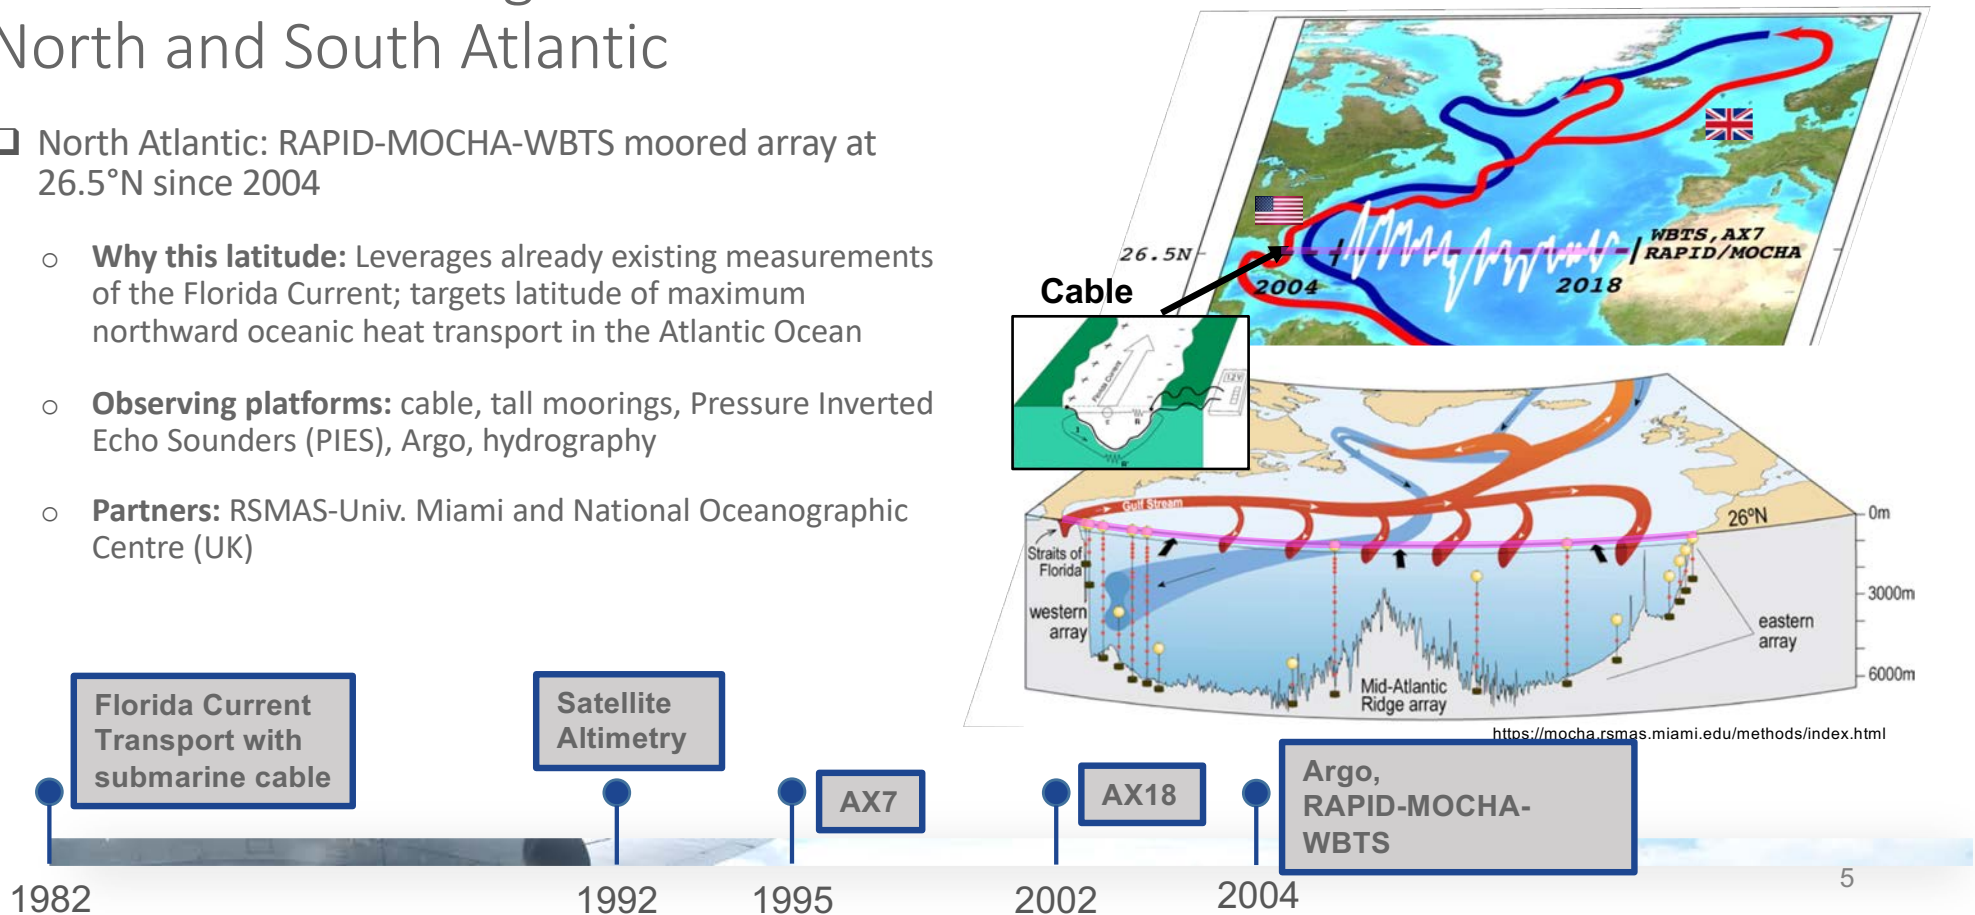 North and South Atlantic
North Atlantic: RAPID-MOCHA-WBTS moored array at
26.5°N since 2004
Why this latitude: Leverages already existing measurements
of the Florida Current; targets latitude of maximum
northward oceanic heat transport in the Atlantic Ocean
Observing platforms: cable, tall moorings, Pressure Inverted
Echo Sounders (PIES), Argo, hydrography
Partners: RSMAS-Univ. Miami and National Oceanographic
Centre (UK)
26.5N
WBTS,AX7
RAPID/MOCHA
2004
2018
Cable
Florida Current
12V
Gulf Stream
26ºN
0m
Straits of
Florida
3000m
western
array
eastern
array
6000m
Mid-Atlantic
Ridge array
https://mocha.rsmas.miami.edu/methods/index.html
Florida Current
Transport with
submarine cable
Satellite
Altimetry
AX7
AX18
Argo,
RAPID-MOCHA-
WBTS
1982
1992
1995
2002
2004
5